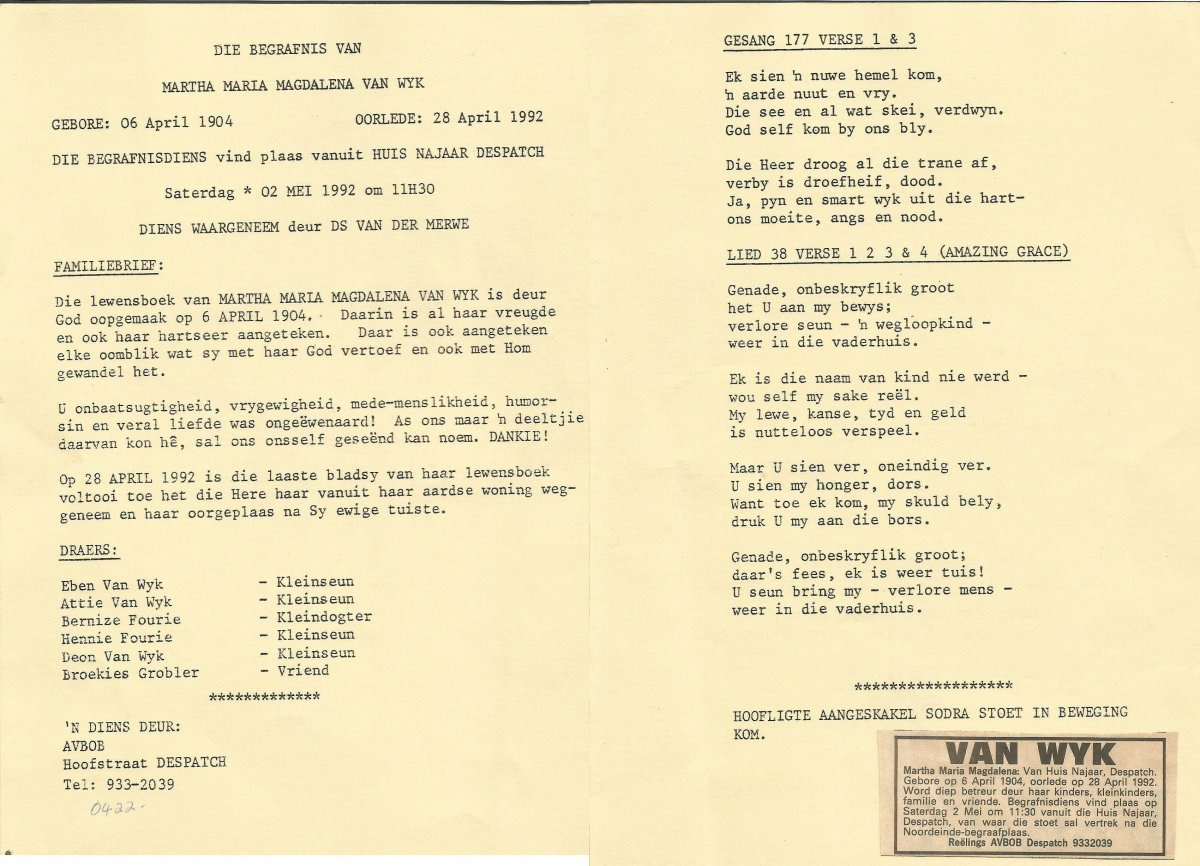 DIE BEGRAFNIS VAN
MARTHA MARIA MAGDALENA VAN WYK
GEBORE: 06 April 1904 OORLEDE: 28 April 1992
DIE BEGRAFNISDIENS vind plaas vanuit HUIS NAJAAR DESPATCH
Saterdag * 02 MEI 1992 om 11H30
DIENS WAARGENEEM deur DS VAN DER MERWE
FAMILIEBRIEF:
Die lewensboek van MARTHA MARIA MAGDALENA VAN WYK is deur
God oopgemaak op 6 APRIL 1904. Daarin is al haar vreugde
en ook haar hartseer aangeteken. Daar is ook aangeteken
elke oomblik wat sy met haar God vertoef en ook met Hom
gewandel het.
U onbaatsugtigheid, vrygewigheid, mede-menslikheid, humor-
sin en veral liefde was ongeëwenaard! As ons maar 'n deeltjie
daarvan kon hê, sal ons onsself geseënd kan noem. DANKIE!
Op 28 APRIL 1992 is die laaste bladsy van haar lewensboek
voltooi toe het die Here haar vanuit haar aardse woning weg-
geneem en haar oorgeplaas na Sy ewige tuiste.
DRAERS:
Eben Van Wyk - Kleinseun
Attie Van Wyk - Kleinseun
Bernize Fourie - Kleindogter
Hennie Fourie - Kleinseun
Deon Van Wyk - Kleinseun
Broekies Grobler - Vriend
*************
'N DIENS DEUR:
AVBOB
Hoofstraat DESPATCH
Tel: 933-2039
0422-
GESANG 177 VERSE 1 & 3
Ek sien 'n nuwe hemel kom,
'n aarde nuut en vry.
Die see en al wat skei, verdwyn.
God self kom by ons bly.
Die Heer droog al die trane af,
verby is droefheif, dood.
Ja, pyn en smart wyk uit die hart-
ons moeite, angs en nood.
LIED 38 VERSE 1 2 3 & 4 (AMAZING GRACE)
Genade, onbeskryflik groot
het U aan my bewys;
verlore seun - 'n wegloopkind -
weer in die vaderhuis.
Ek is die naam van kind nie werd -
wou self my sake reël.
My lewe, kanse, tyd en geld
is nutteloos verspeel.
Maar U sien ver, oneindig ver.
U sien my honger, dors.
Want toe ek kom, my skuld bely,
druk U my aan die bors.
Genade, onbeskryflik groot;
daar's fees, ek is weer tuis!
U seun bring my - verlore mens -
weer in die vaderhuis.
******************
HOOFLIGTE AANGESKAKEL SODRA STOET IN BEWEGING
KOM.
VAN WYK
Martha Maria Magdalena: Van Huis Najaar, Despatch.
Gebore op 6 April 1904, oorlede op 28 April 1992.
Word diep betreur deur haar kinders, kleinkinders,
familie en vriende. Begrafnisdiens vind plaas op
Saterdag 2 Mei om 11:30 vanuit die Huis Najaar,
Despatch, van waar die stoet sal vertrek na die
Noordeinde-begraafplaas.
Reëlings AVBOB Despatch 9332039